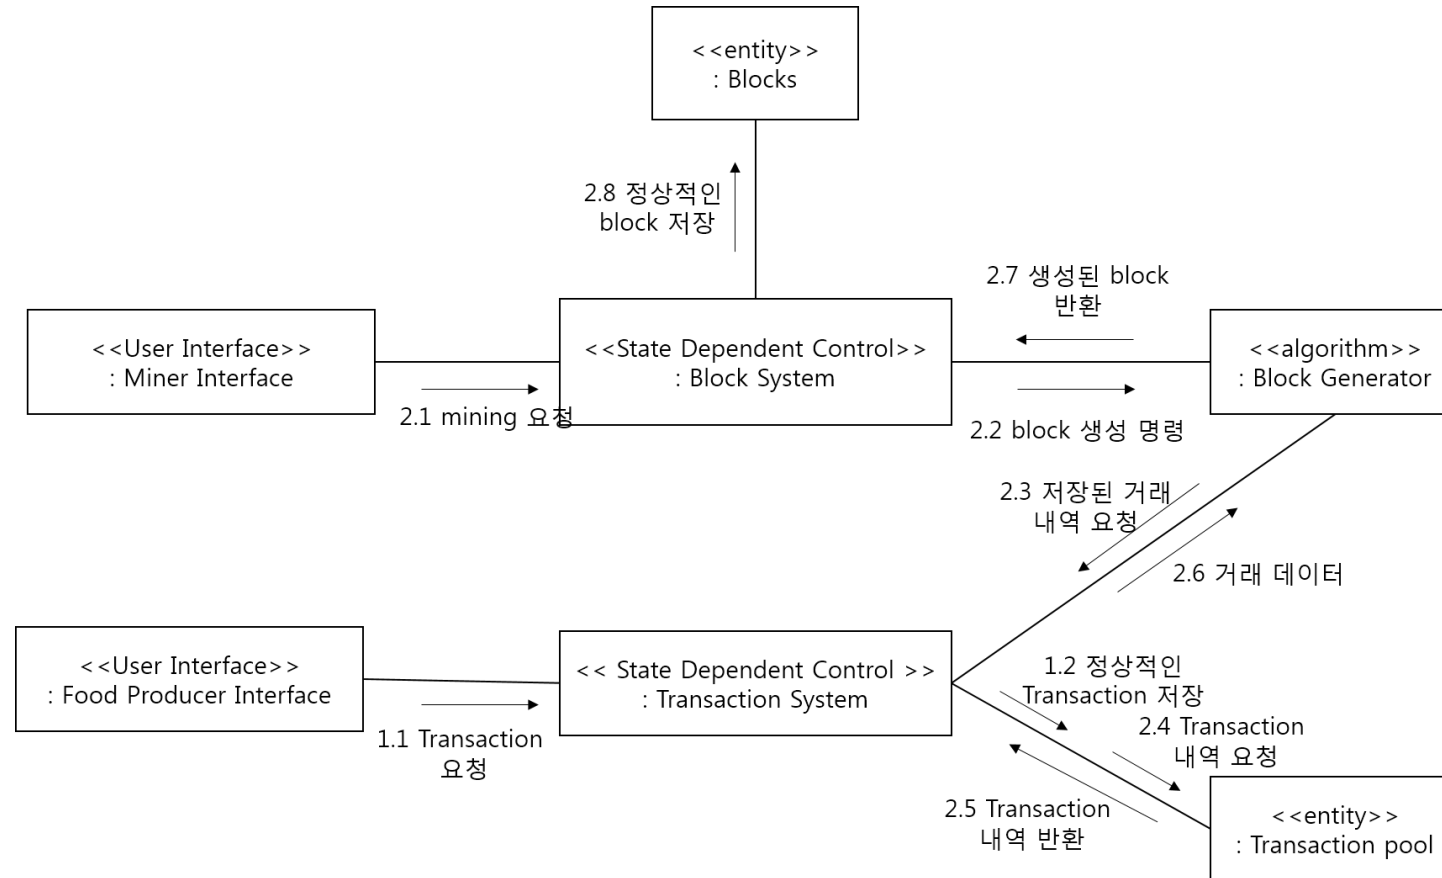 <<entity>>
: Blocks
2.8 정상적인
block 저장
2.7 생성된 block
반환
<<User Interface>>
: Miner Interface
<<State Dependent Control>>
: Block System
<<algorithm>>
: Block Generator
2.1 mining 요청
2.2 block 생성 명령
2.3 저장된 거래
내역 요청
2.6 거래 데이터
<<User Interface>>
: Food Producer Interface
<< State Dependent Control >>
: Transaction System
1.2 정상적인
Transaction 저장
1.1 Transaction
요청
2.4 Transaction
내역 요청
2.5 Transaction
내역 반환
<<entity>>
: Transaction pool